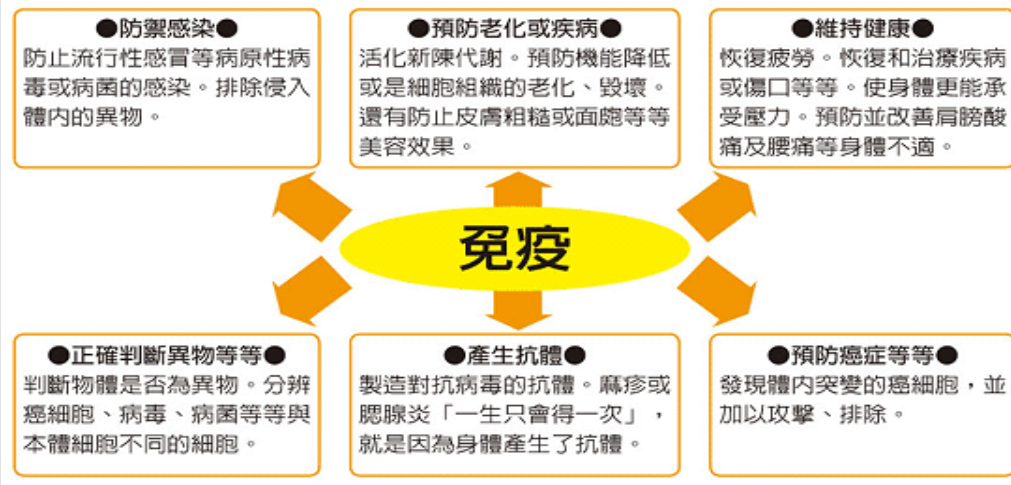 ●防禦感染●
防止流行性感冒等病原性病
毒或病菌的感染。排除侵入
體內的異物。
●預防老化或疾病●
活化新陳代謝。預防機能降低
或是細胞組織的老化、毀壞。
還有防止皮膚粗糙或面皰等等
美容效果。
●維持健康●
恢復疲勞。恢復和治療疾病
或傷口等等。使身體更能承
受壓力。預防並改善肩膀酸
痛及腰痛等身體不適。
免疫
●正確判斷異物等等●
判斷物體是否為異物。分辨
癌細胞、病毒、病菌等等與
本體細胞不同的細胞。
●產生抗體●
製造對抗病毒的抗體。麻疹或
腮腺炎「一生只會得一次」，
就是因為身體產生了抗體。
●預防癌症等等●
發現體內突變的癌細胞，並
加以攻擊、排除。